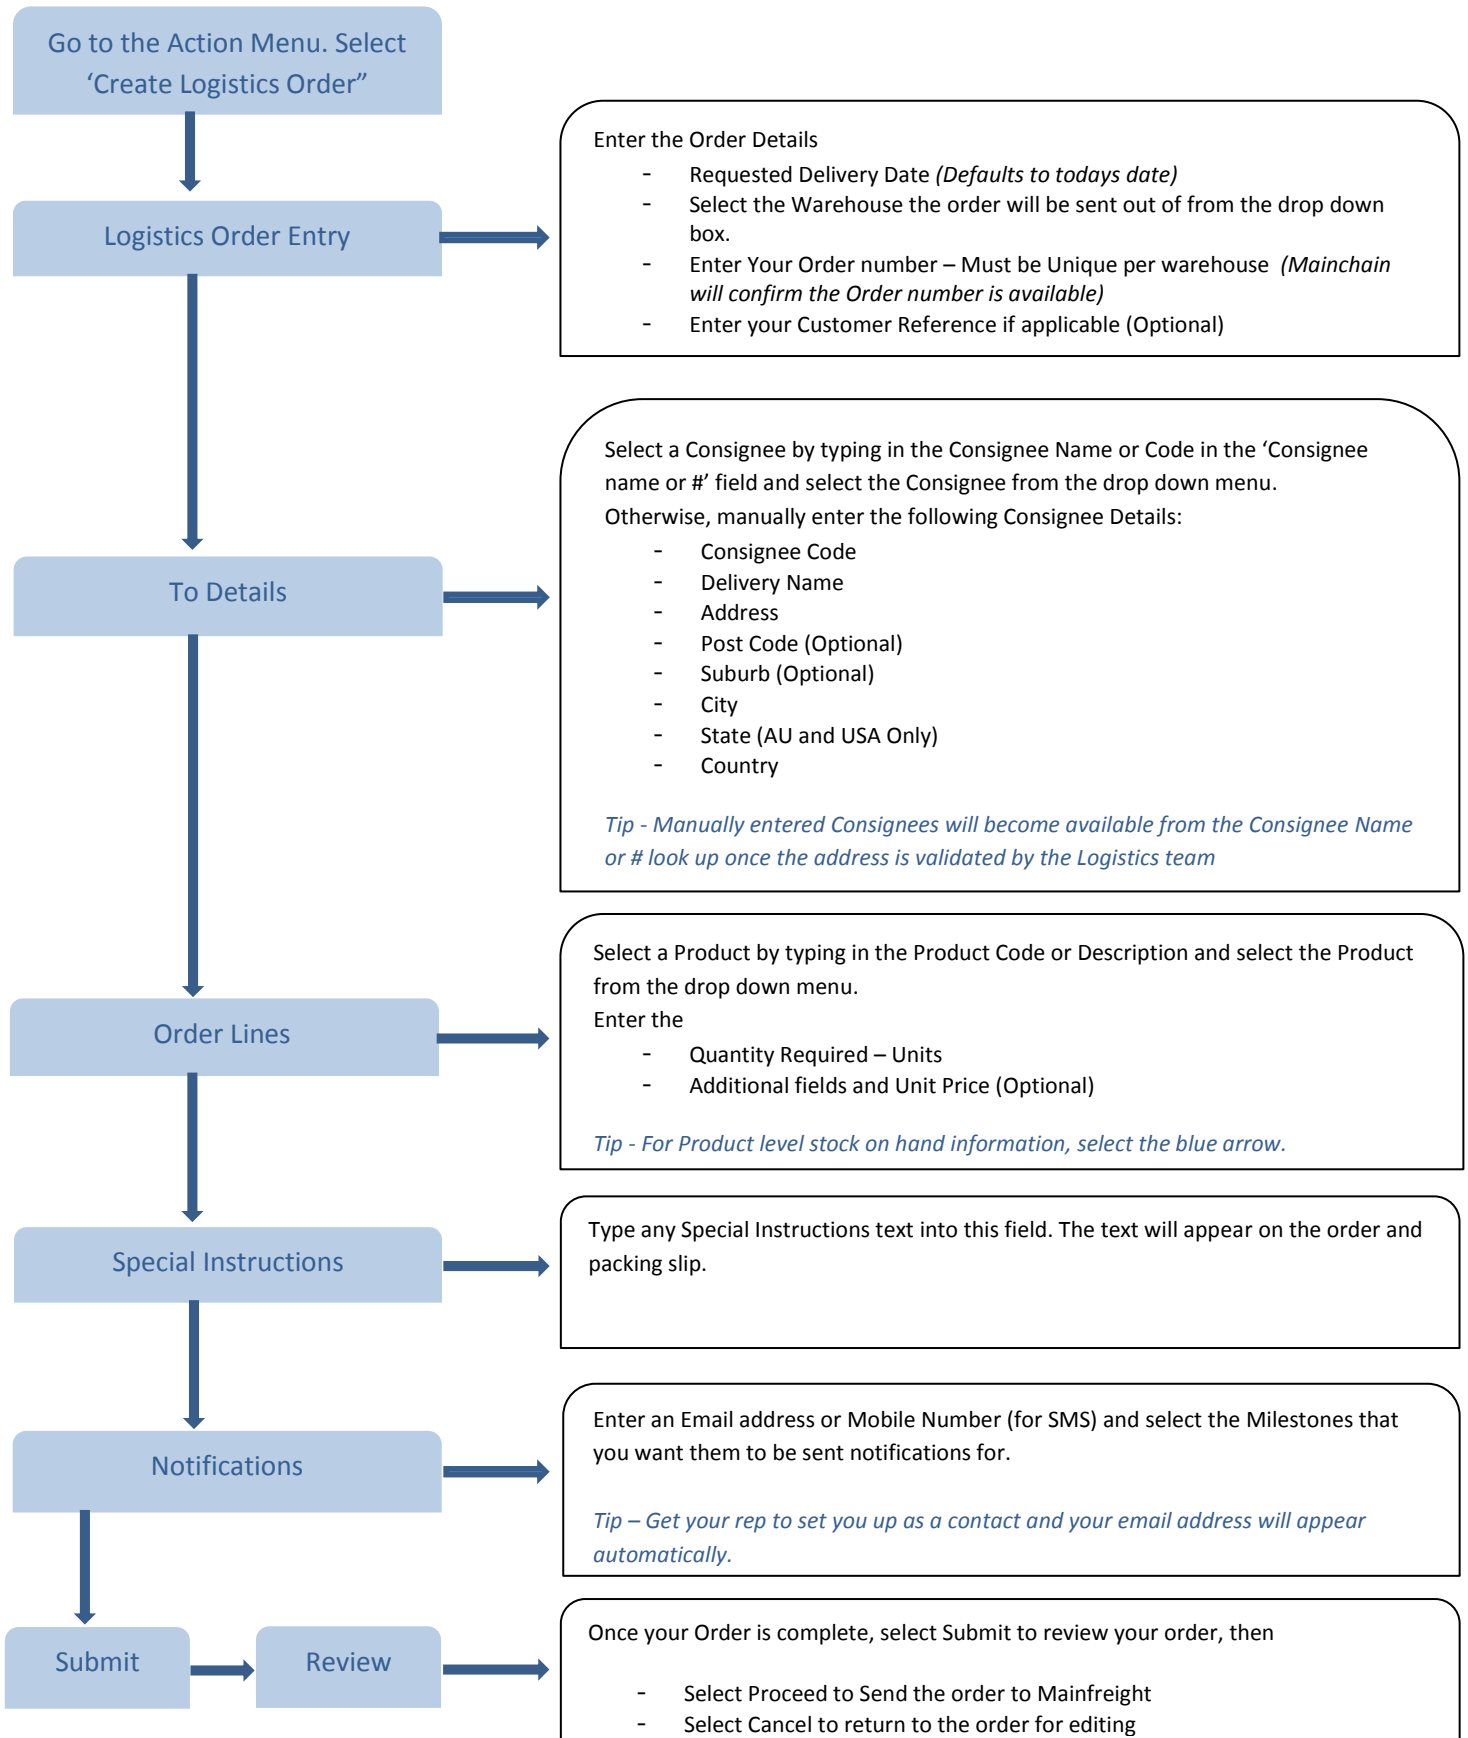 Go to the Action Menu. Select
‘Create Logistics Order”
Logistics Order Entry
Enter the Order Details
- Requested Delivery Date (Defaults to todays date)
- Select the Warehouse the order will be sent out of from the drop down
box.
- Enter Your Order number – Must be Unique per warehouse (Mainchain
will confirm the Order number is available)
- Enter your Customer Reference if applicable (Optional)
To Details
Select a Consignee by typing in the Consignee Name or Code in the ‘Consignee
name or #’ field and select the Consignee from the drop down menu.
Otherwise, manually enter the following Consignee Details:
- Consignee Code
- Delivery Name
- Address
- Post Code (Optional)
- Suburb (Optional)
- City
- State (AU and USA Only)
- Country
Tip - Manually entered Consignees will become available from the Consignee Name
or # look up once the address is validated by the Logistics team
Order Lines
Select a Product by typing in the Product Code or Description and select the Product
from the drop down menu.
Enter the
- Quantity Required – Units
- Additional fields and Unit Price (Optional)
Tip - For Product level stock on hand information, select the blue arrow.
Special Instructions
Type any Special Instructions text into this field. The text will appear on the order and
packing slip.
Notifications
Enter an Email address or Mobile Number (for SMS) and select the Milestones that
you want them to be sent notifications for.
Tip – Get your rep to set you up as a contact and your email address will appear
automatically.
Submit
Review
Once your Order is complete, select Submit to review your order, then
- Select Proceed to Send the order to Mainfreight
- Select Cancel to return to the order for editing